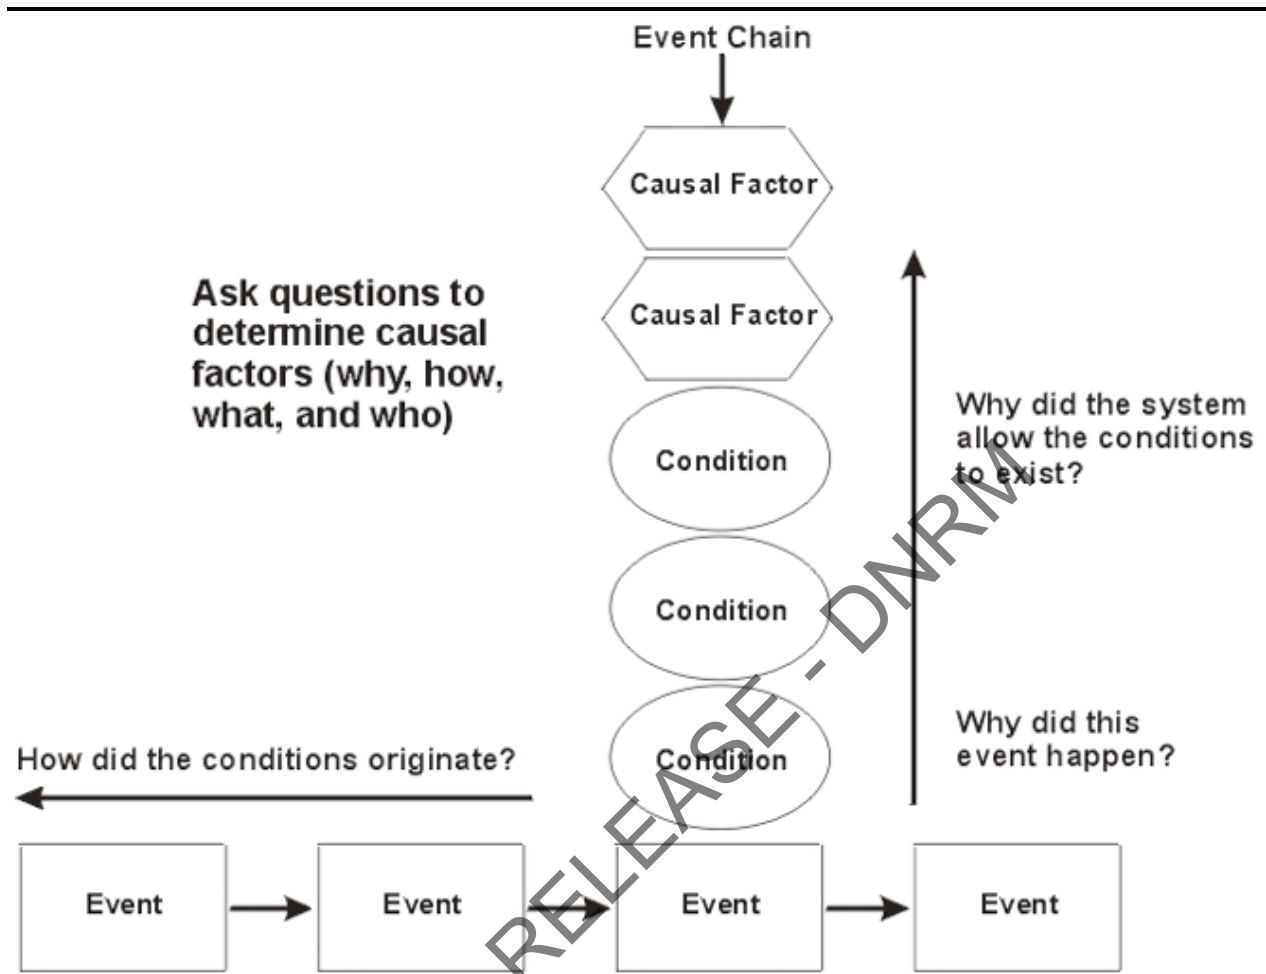 Event Chain
Causal Factor
Causal Factor
Ask questions to
determine causal
factors (why, how,
what, and who)
Condition
Why did the system
allow the conditions
to exist?
Condition
Why did this
event happen?
How did the conditions originate?
Condition
Event
Event
Event
Event
RELEASE - DNRM